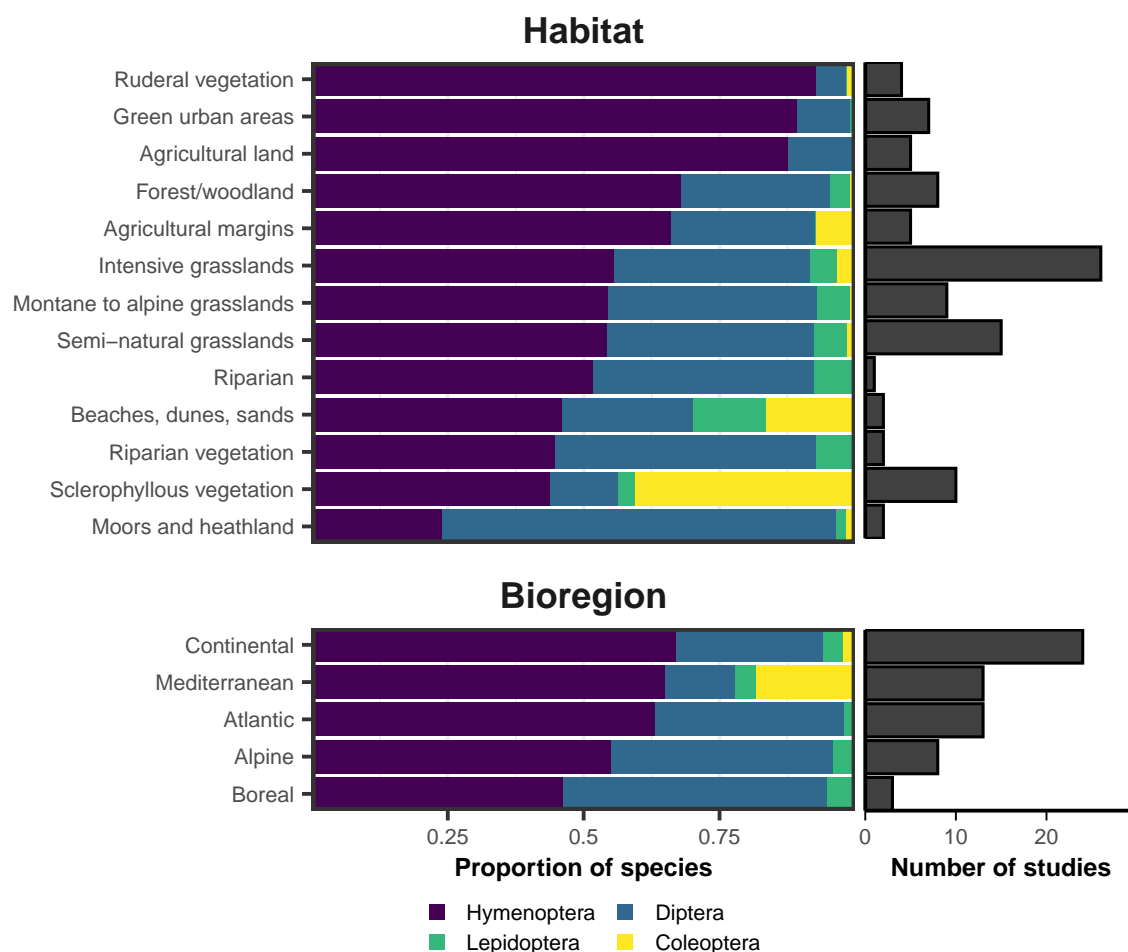 Habitat
Ruderal vegetation
Green urban areas
Agricultural land
Forest/woodland
Agricultural margins
Intensive grasslands
Montane to alpine grasslands
Semi−natural grasslands
Riparian
Beaches, dunes, sands
Riparian vegetation
Sclerophyllous vegetation
Moors and heathland
Bioregion
Continental
Mediterranean
Atlantic
Alpine
Boreal
0.25 0.5 0.75 0 10 20
Proportion of species Number of studies
Hymenoptera Diptera
Lepidoptera Coleoptera